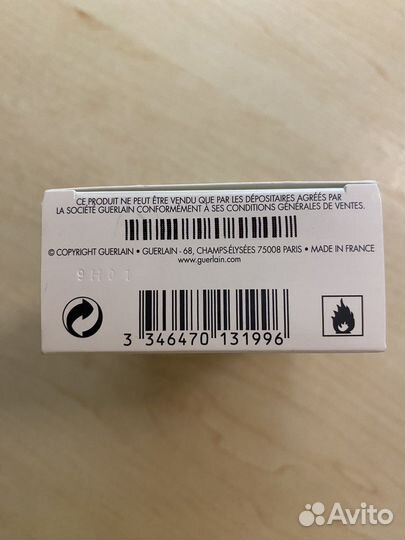 CE PRODUIT NE PEUT ÊTRE VENDU QUE PAR LES DÉPOSITAIRES AGRÉÉS PAR
LA SOCIÉTÉ GUERLAIN CONFORMÉMENT À SES CONDITIONS GÉNÉRALES DE VENTES.
© COPYRIGHT GUERLAIN • GUERLAIN - 68, CHAMPS-ÉLYSÉES 75008 PARIS • MADE IN FRANCE
www.guerlain.com
9H01
3 346470 131996
Avito